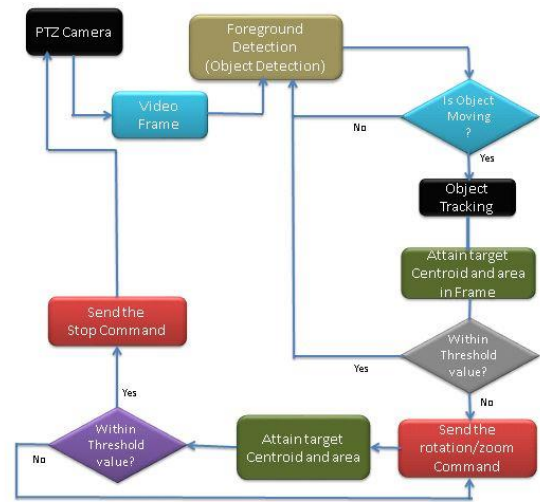 PTZ Camera
Foreground
Detection
(Object Detection)
Video
Frame
Is Object
Moving
?
No
Yes
Object
Tracking
Attain target
Centroid and area
in Frame
Send the
Stop Command
Within
Threshold
value?
Yes
No
Yes
Within
Threshold
value?
No
Attain target
Centroid and area
Send the
rotation/zoom
Command